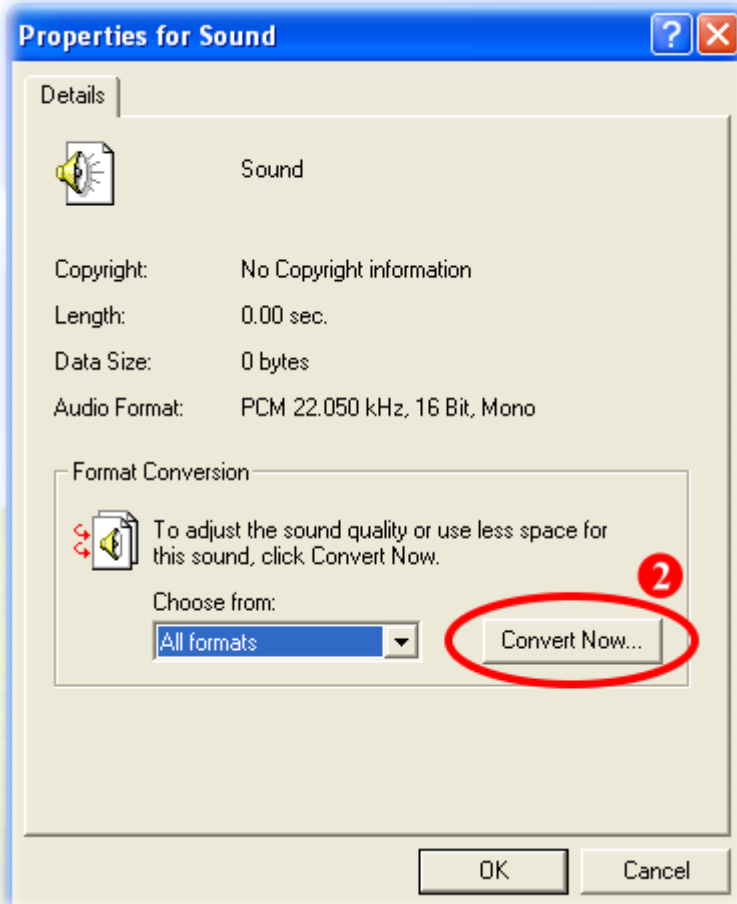 Properties for Sound
?
Details
Sound
Copyright: No Copyright information
Length: 0.00 sec.
Data Size: 0 bytes
Audio Format: PCM 22.050 kHz, 16 Bit, Mono
Format Conversion
To adjust the sound quality or use less space for
this sound, click Convert Now.
2
Choose from:
All formats
Convert Now...
OK
Cancel